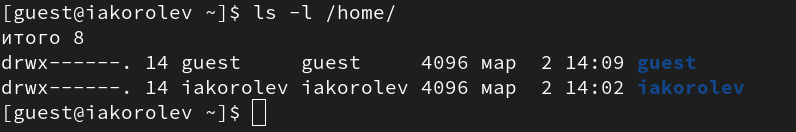 [guest@iakorolev ~]$ ls -l /home/
итого 8
drwx------. 14 guest     guest     4096 мар  2 14:09 guest
drwx------. 14 iakorolev iakorolev 4096 мар  2 14:02 iakorolev
[guest@iakorolev ~]$